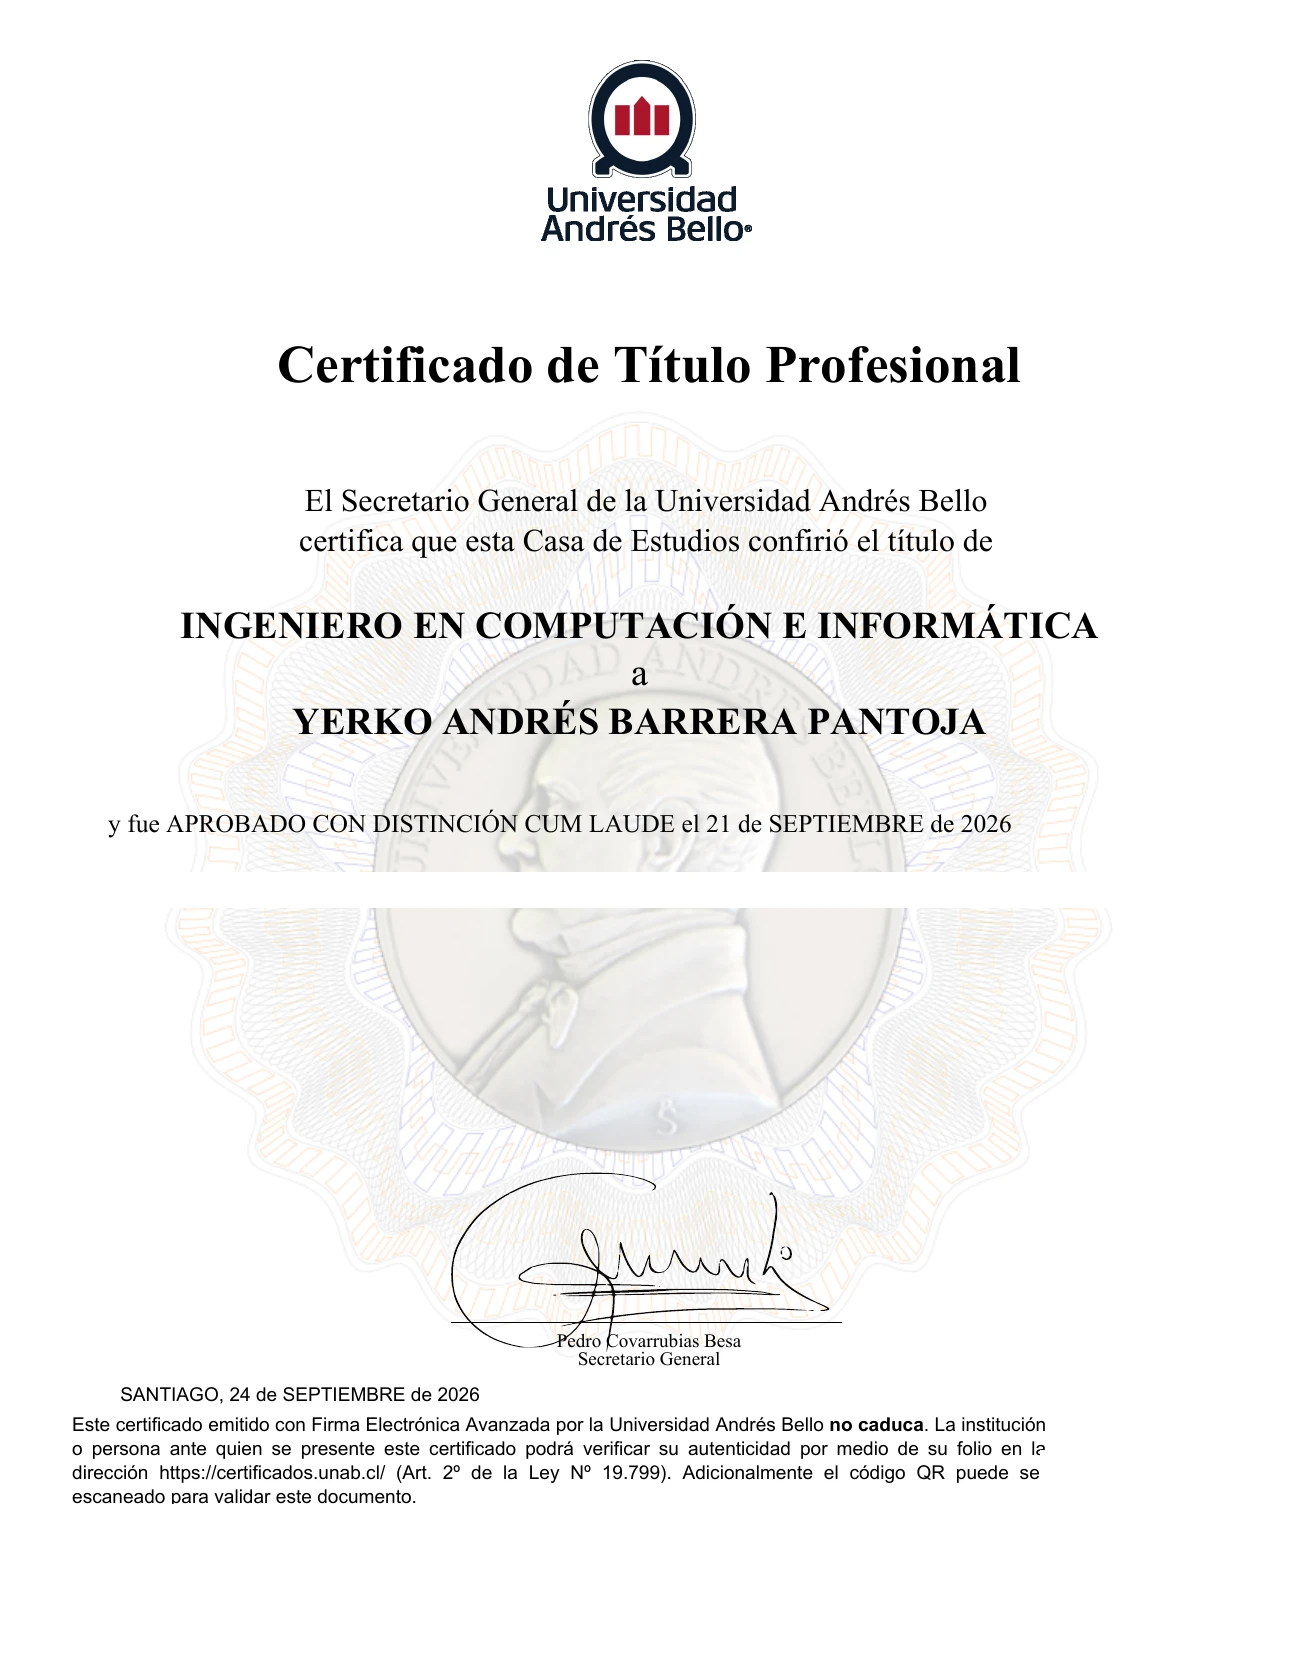 Universidad
Andrés Bello®
Certificado de Título Profesional
El Secretario General de la Universidad Andrés Bello
certifica que esta Casa de Estudios confirió el título de
INGENIERO EN COMPUTACIÓN E INFORMÁTICA
a
YERKO ANDRÉS BARRERA PANTOJA
UNIVERSIDAD ANDRES BELLO
y fue APROBADO CON DISTINCIÓN CUM LAUDE el 21 de SEPTIEMBRE de 2026
Pedro Covarrubias Besa
Secretario General
SANTIAGO, 24 de SEPTIEMBRE de 2026
Este certificado emitido con Firma Electrónica Avanzada por la Universidad Andrés Bello no caduca. La institución
o persona ante quien se presente este certificado podrá verificar su autenticidad por medio de su folio en la
dirección https://certificados.unab.cl/ (Art. 2º de la Ley Nº 19.799). Adicionalmente el código QR puede se
escaneado para validar este documento.